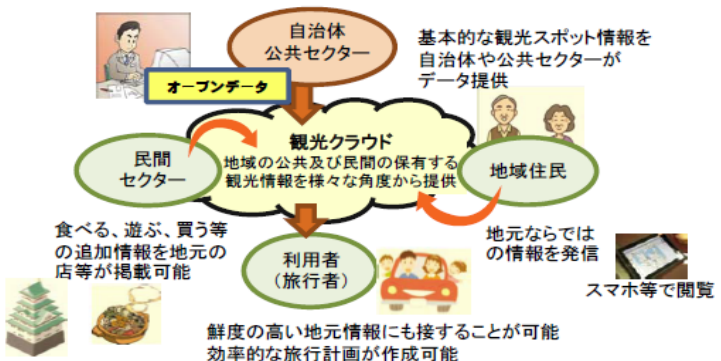 自治体
公共セクター
基本的な観光スポット情報を
自治体や公共セクターが
データ提供
オープンデータ
観光クラウド
地域の公共及び民間の保有する
観光情報を様々な角度から提供
民間
セクター
地域住民
食べる、遊ぶ、買う等
の追加情報を地元の
店等が掲載可能
利用者
(旅行者)
地元ならでは
の情報を発信
スマホ等で閲覧
鮮度の高い地元情報にも接することが可能
効率的な旅行計画が作成可能